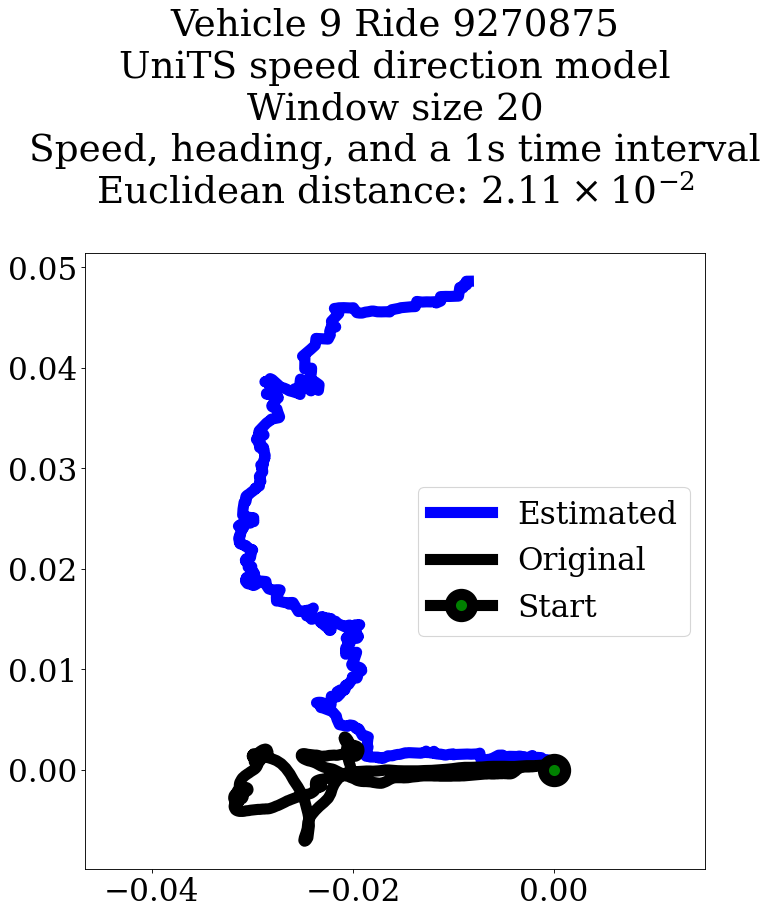 Vehicle 9 Ride 9270875
UniTS speed direction model
Window size 20
Speed, heading, and a 1s time interval
Euclidean distance: 2.11 × 10⁻²
0.05
0.04
0.03
0.02
0.01
0.00
Estimated
Original
Start
−0.04 −0.02 0.00